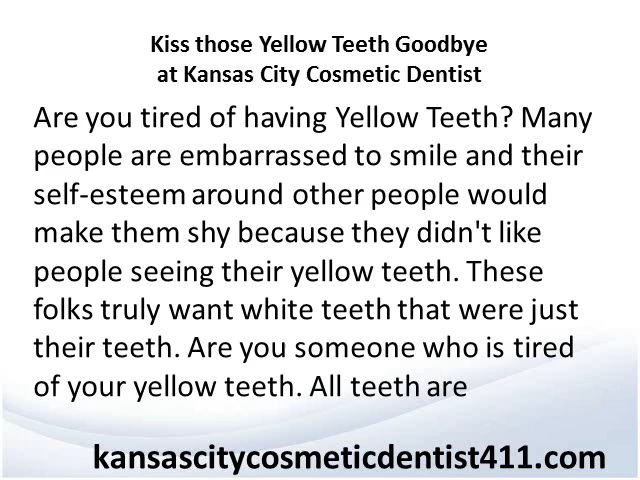 Kiss those Yellow Teeth Goodbye
at Kansas City Cosmetic Dentist
Are you tired of having Yellow Teeth? Many
people are embarrassed to smile and their
self-esteem around other people would
make them shy because they didn't like
people seeing their yellow teeth. These
folks truly want white teeth that were just
their teeth. Are you someone who is tired
of your yellow teeth. All teeth are
kansascitycosmeticdentist411.com